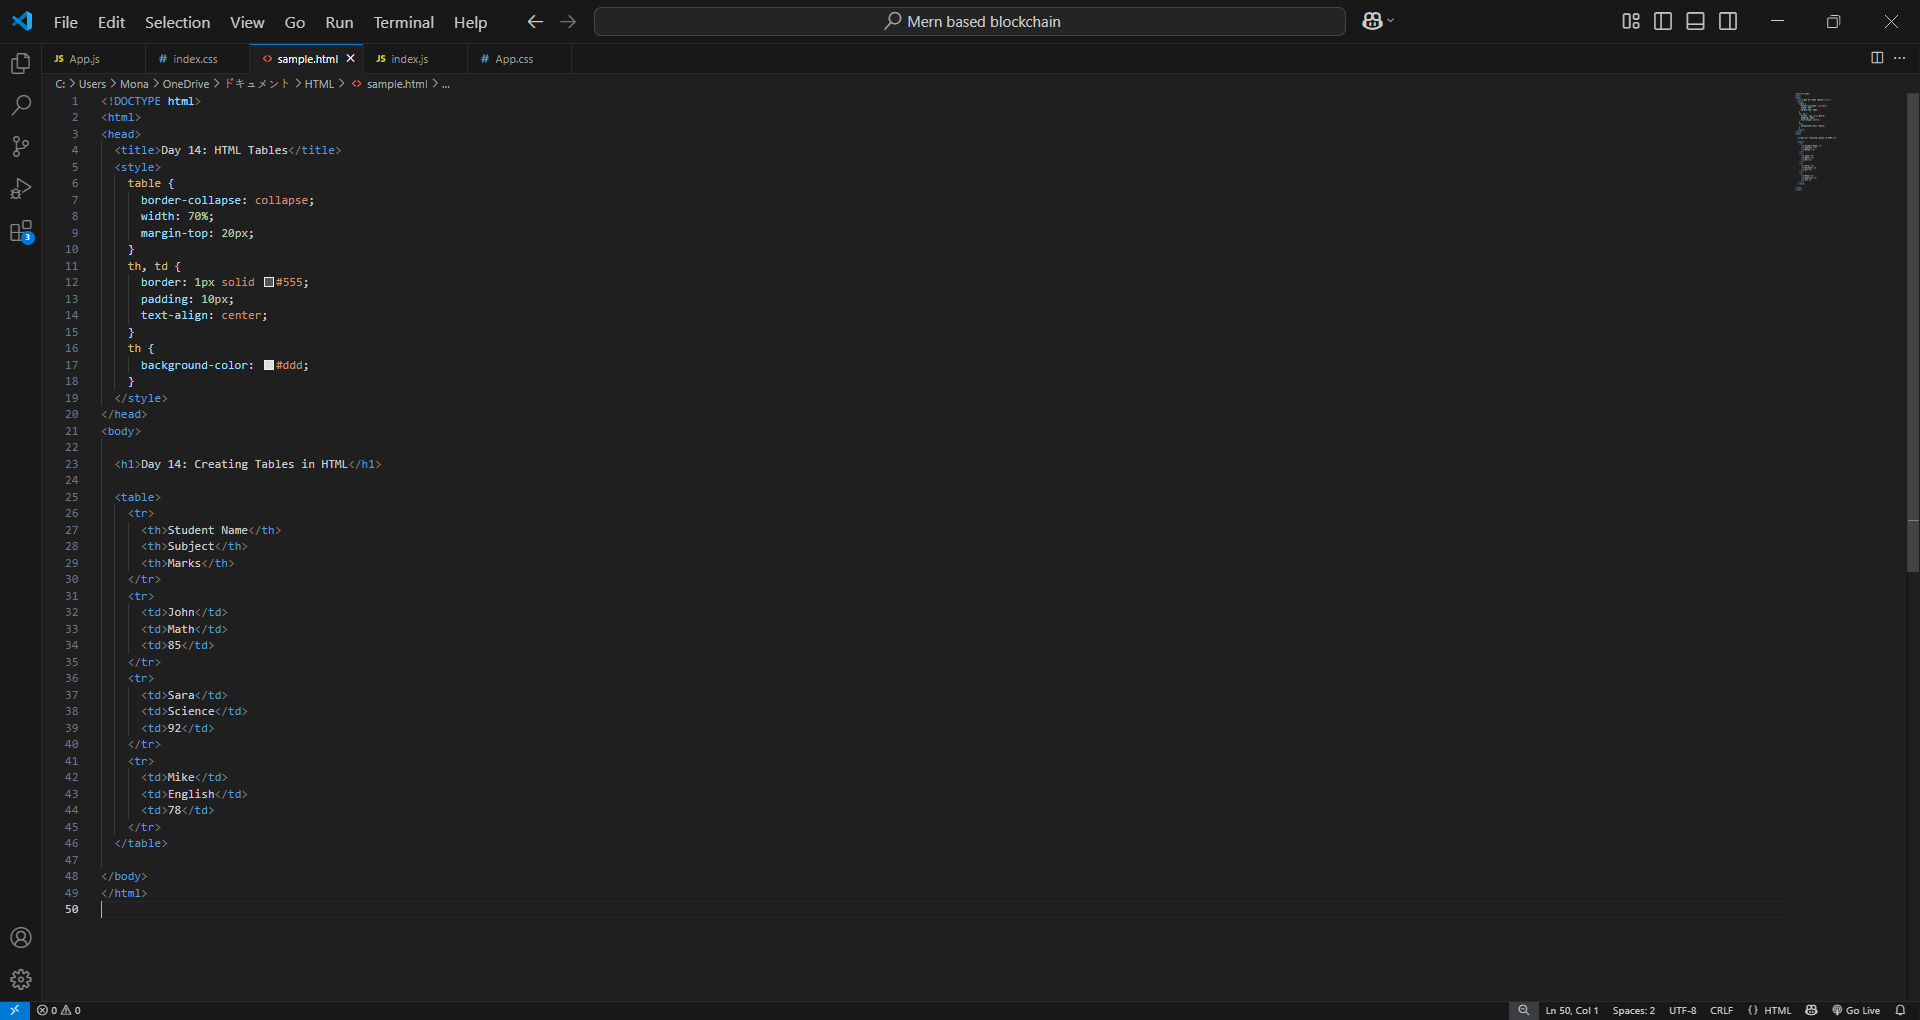 File Edit Selection View Go Run Terminal Help Mern based blockchain
JS App.js # index.css <> sample.html JS index.js # App.css
C: > Users > Mona > OneDrive > ドキュメント > HTML > <> sample.html > ...
1 <!DOCTYPE html>
2 <html>
3 <head>
4 <title>Day 14: HTML Tables</title>
5 <style>
6 table {
7 border-collapse: collapse;
8 width: 70%;
9 margin-top: 20px;
10 }
11 th, td {
12 border: 1px solid #555;
13 padding: 10px;
14 text-align: center;
15 }
16 th {
17 background-color: #ddd;
18 }
19 </style>
20 </head>
21 <body>
22
23 <h1>Day 14: Creating Tables in HTML</h1>
24
25 <table>
26 <tr>
27 <th>Student Name</th>
28 <th>Subject</th>
29 <th>Marks</th>
30 </tr>
31 <tr>
32 <td>John</td>
33 <td>Math</td>
34 <td>85</td>
35 </tr>
36 <tr>
37 <td>Sara</td>
38 <td>Science</td>
39 <td>92</td>
40 </tr>
41 <tr>
42 <td>Mike</td>
43 <td>English</td>
44 <td>78</td>
45 </tr>
46 </table>
47
48 </body>
49 </html>
50
3
0 0 Ln 50, Col 1 Spaces: 2 UTF-8 CRLF {} HTML Go Live